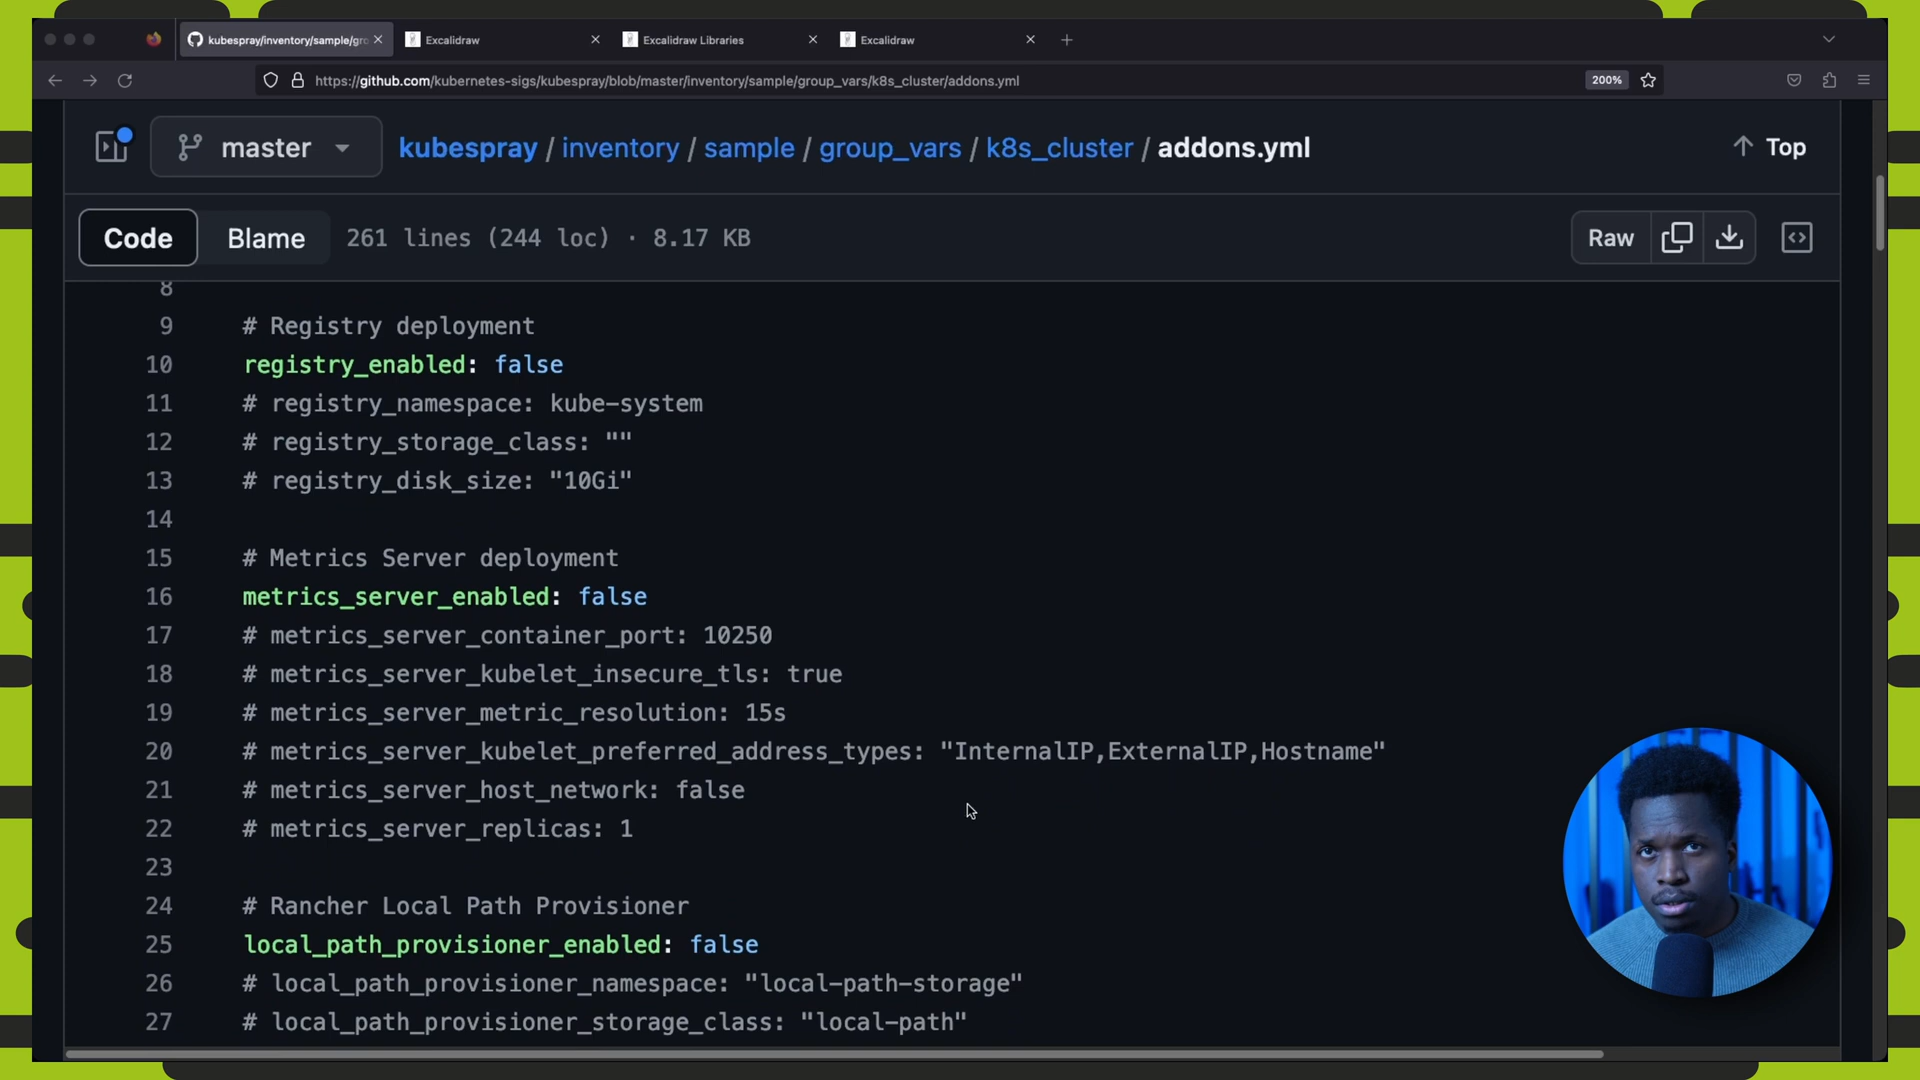 kubespray/inventory/sample/gr
Excalidraw
Excalidraw Libraries
Excalidraw
https://github.com/kubernetes-sigs/kubespray/blob/master/inventory/sample/group_vars/k8s_cluster/addons.yml
200%
master
kubespray / inventory / sample / group_vars / k8s_cluster / addons.yml
Top
Code
Blame
261 lines (244 loc) · 8.17 KB
Raw
8
9 # Registry deployment
10 registry_enabled: false
11 # registry_namespace: kube-system
12 # registry_storage_class: ""
13 # registry_disk_size: "10Gi"
14
15 # Metrics Server deployment
16 metrics_server_enabled: false
17 # metrics_server_container_port: 10250
18 # metrics_server_kubelet_insecure_tls: true
19 # metrics_server_metric_resolution: 15s
20 # metrics_server_kubelet_preferred_address_types: "InternalIP,ExternalIP,Hostname"
21 # metrics_server_host_network: false
22 # metrics_server_replicas: 1
23
24 # Rancher Local Path Provisioner
25 local_path_provisioner_enabled: false
26 # local_path_provisioner_namespace: "local-path-storage"
27 # local_path_provisioner_storage_class: "local-path"